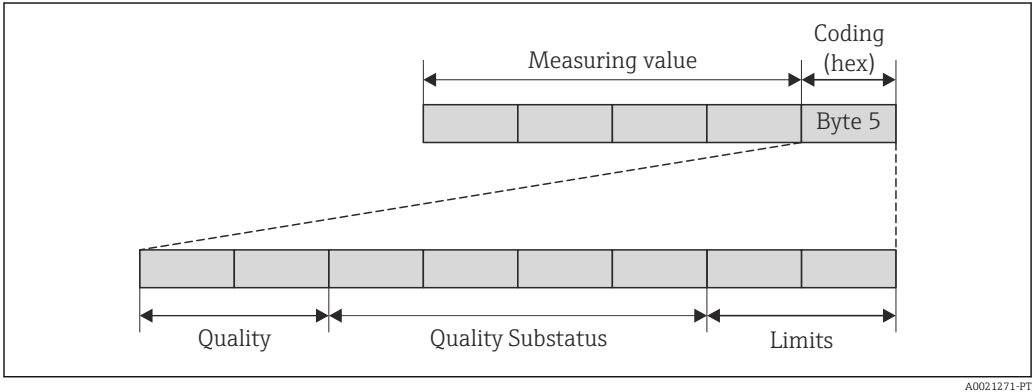 Coding
Measuring value
(hex)
Byte 5
Quality
Quality Substatus
Limits
A0021271-PT